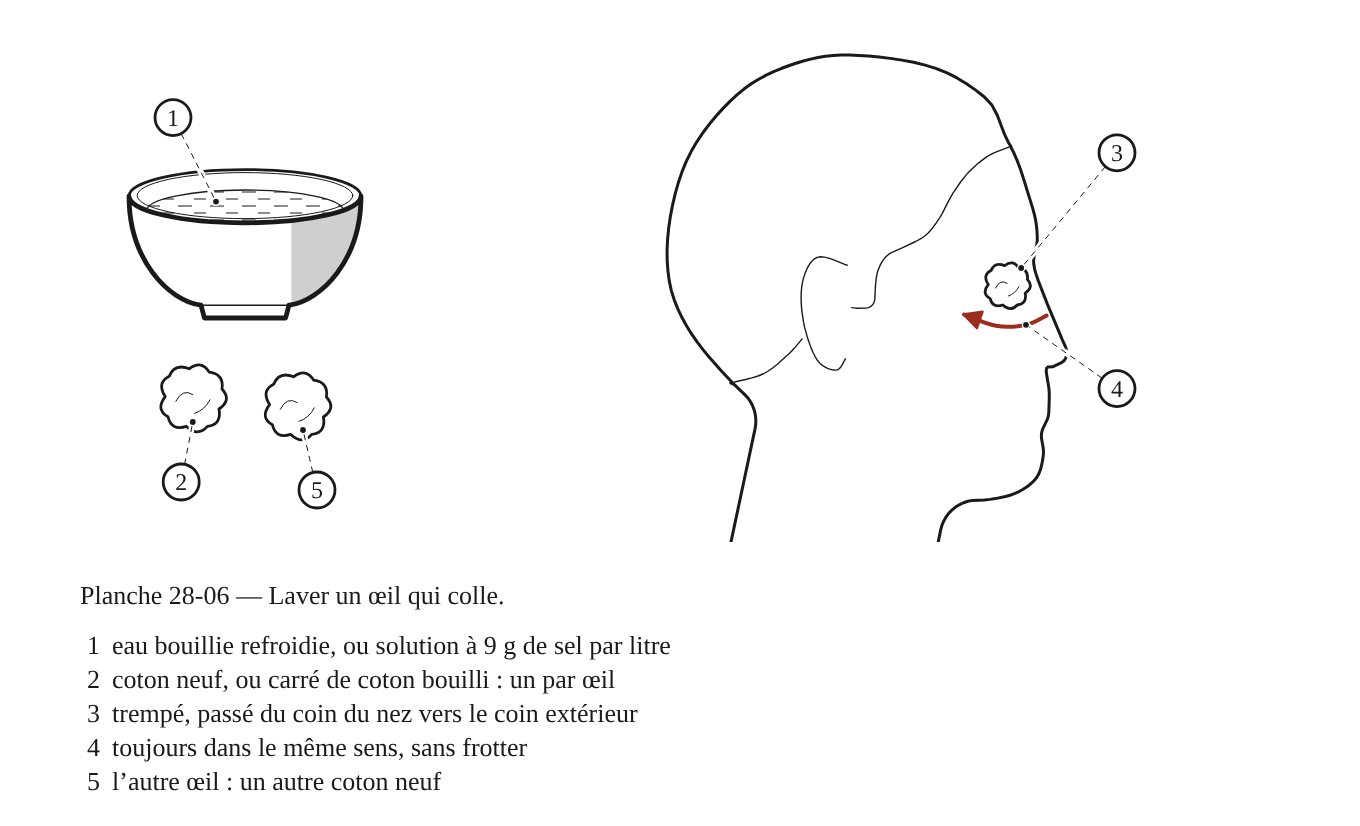 1
3
4
2
5
Planche 28-06 — Laver un œil qui colle.
1 eau bouillie refroidie, ou solution à 9 g de sel par litre
2 coton neuf, ou carré de coton bouilli : un par œil
3 trempé, passé du coin du nez vers le coin extérieur
4 toujours dans le même sens, sans frotter
5 l’autre œil : un autre coton neuf